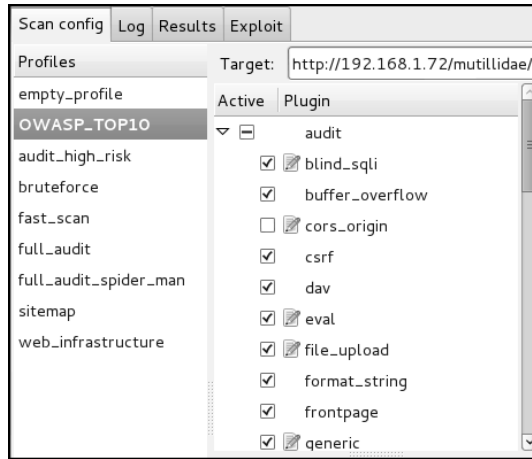 Scan config Log Results Exploit
Profiles
empty_profile
OWASP_TOP10
audit_high_risk
bruteforce
fast_scan
full_audit
full_audit_spider_man
sitemap
web_infrastructure
Target: http://192.168.1.72/mutillidae/
Active Plugin
audit
blind_sqli
buffer_overflow
cors_origin
csrf
dav
eval
file_upload
format_string
frontpage
generic